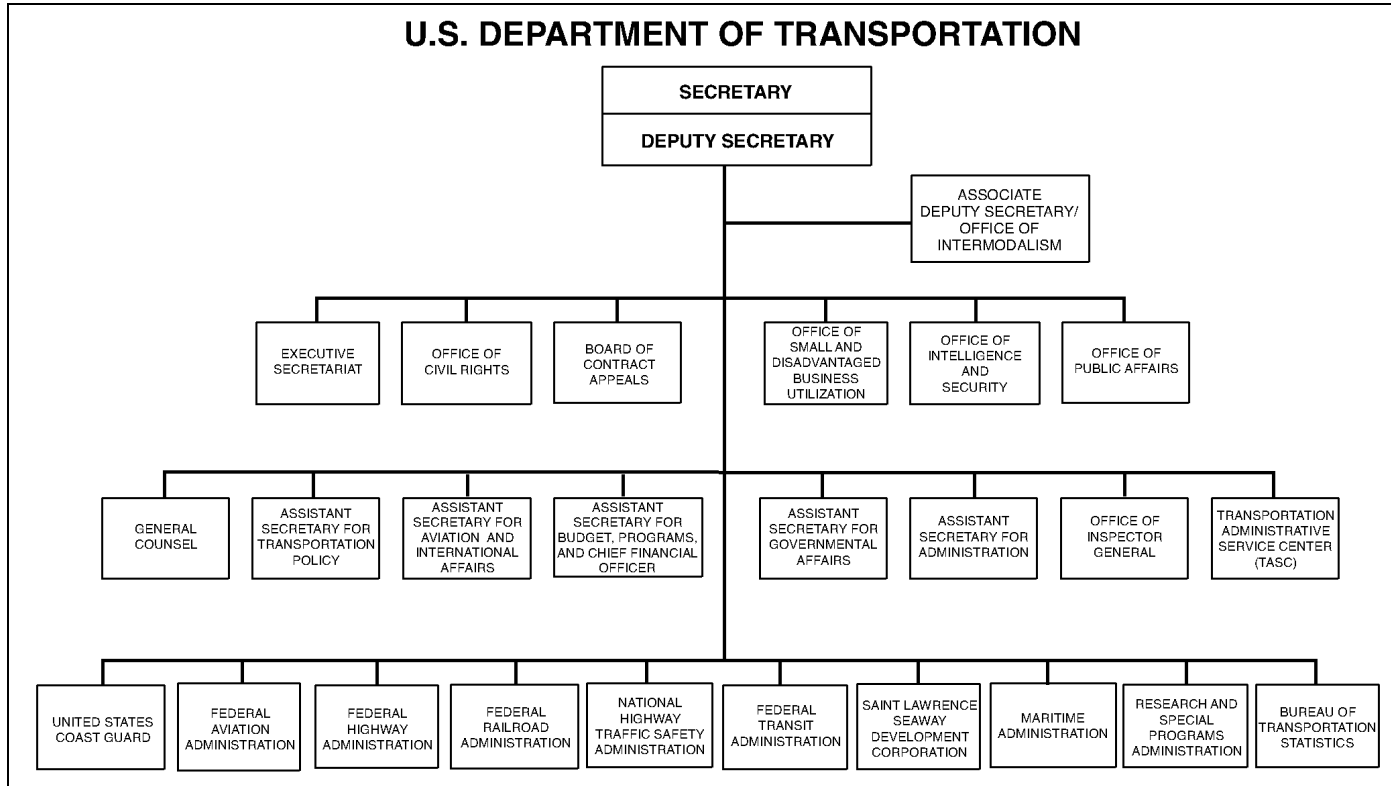 U.S. DEPARTMENT OF TRANSPORTATION
SECRETARY
DEPUTY SECRETARY
ASSOCIATE
DEPUTY SECRETARY/
OFFICE OF
INTERMODALISM
EXECUTIVE
SECRETARIAT
OFFICE OF
CIVIL RIGHTS
BOARD OF
CONTRACT
APPEALS
OFFICE OF
SMALL AND
DISADVANTAGED
BUSINESS
UTILIZATION
OFFICE OF
INTELLIGENCE
AND
SECURITY
OFFICE OF
PUBLIC AFFAIRS
GENERAL
COUNSEL
ASSISTANT
SECRETARY FOR
TRANSPORTATION
POLICY
ASSISTANT
SECRETARY FOR
AVIATION AND
INTERNATIONAL
AFFAIRS
ASSISTANT
SECRETARY FOR
BUDGET, PROGRAMS,
AND CHIEF FINANCIAL
OFFICER
ASSISTANT
SECRETARY FOR
GOVERNMENTAL
AFFAIRS
ASSISTANT
SECRETARY FOR
ADMINISTRATION
OFFICE OF
INSPECTOR
GENERAL
TRANSPORTATION
ADMINISTRATIVE
SERVICE CENTER
(TASC)
UNITED STATES
COAST GUARD
FEDERAL
AVIATION
ADMINISTRATION
FEDERAL
HIGHWAY
ADMINISTRATION
FEDERAL
RAILROAD
ADMINISTRATION
NATIONAL
HIGHWAY
TRAFFIC SAFETY
ADMINISTRATION
FEDERAL
TRANSIT
ADMINISTRATION
SAINT LAWRENCE
SEAWAY
DEVELOPMENT
CORPORATION
MARITIME
ADMINISTRATION
RESEARCH AND
SPECIAL
PROGRAMS
ADMINISTRATION
BUREAU OF
TRANSPORTATION
STATISTICS